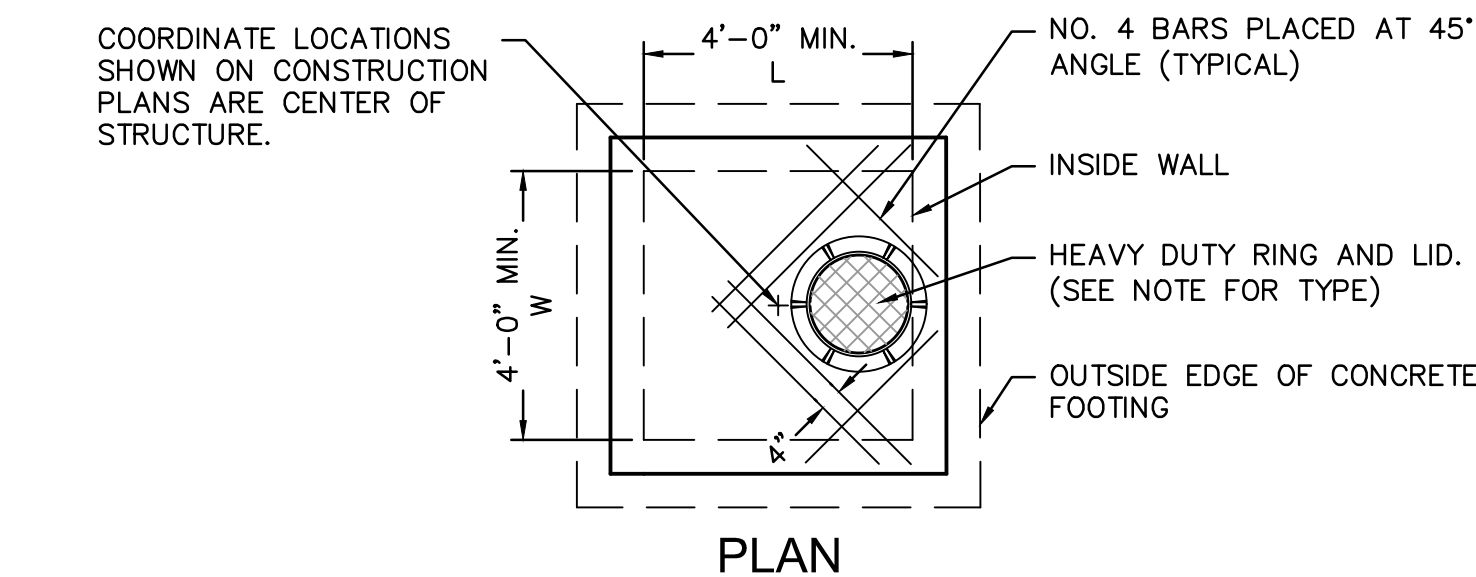 COORDINATE LOCATIONS
SHOWN ON CONSTRUCTION
PLANS ARE CENTER OF
STRUCTURE.
4'-0" MIN.
L
NO. 4 BARS PLACED AT 45°
ANGLE (TYPICAL)
INSIDE WALL
4'-0" MIN.
W
HEAVY DUTY RING AND LID.
(SEE NOTE FOR TYPE)
OUTSIDE EDGE OF CONCRETE
FOOTING
4"
PLAN